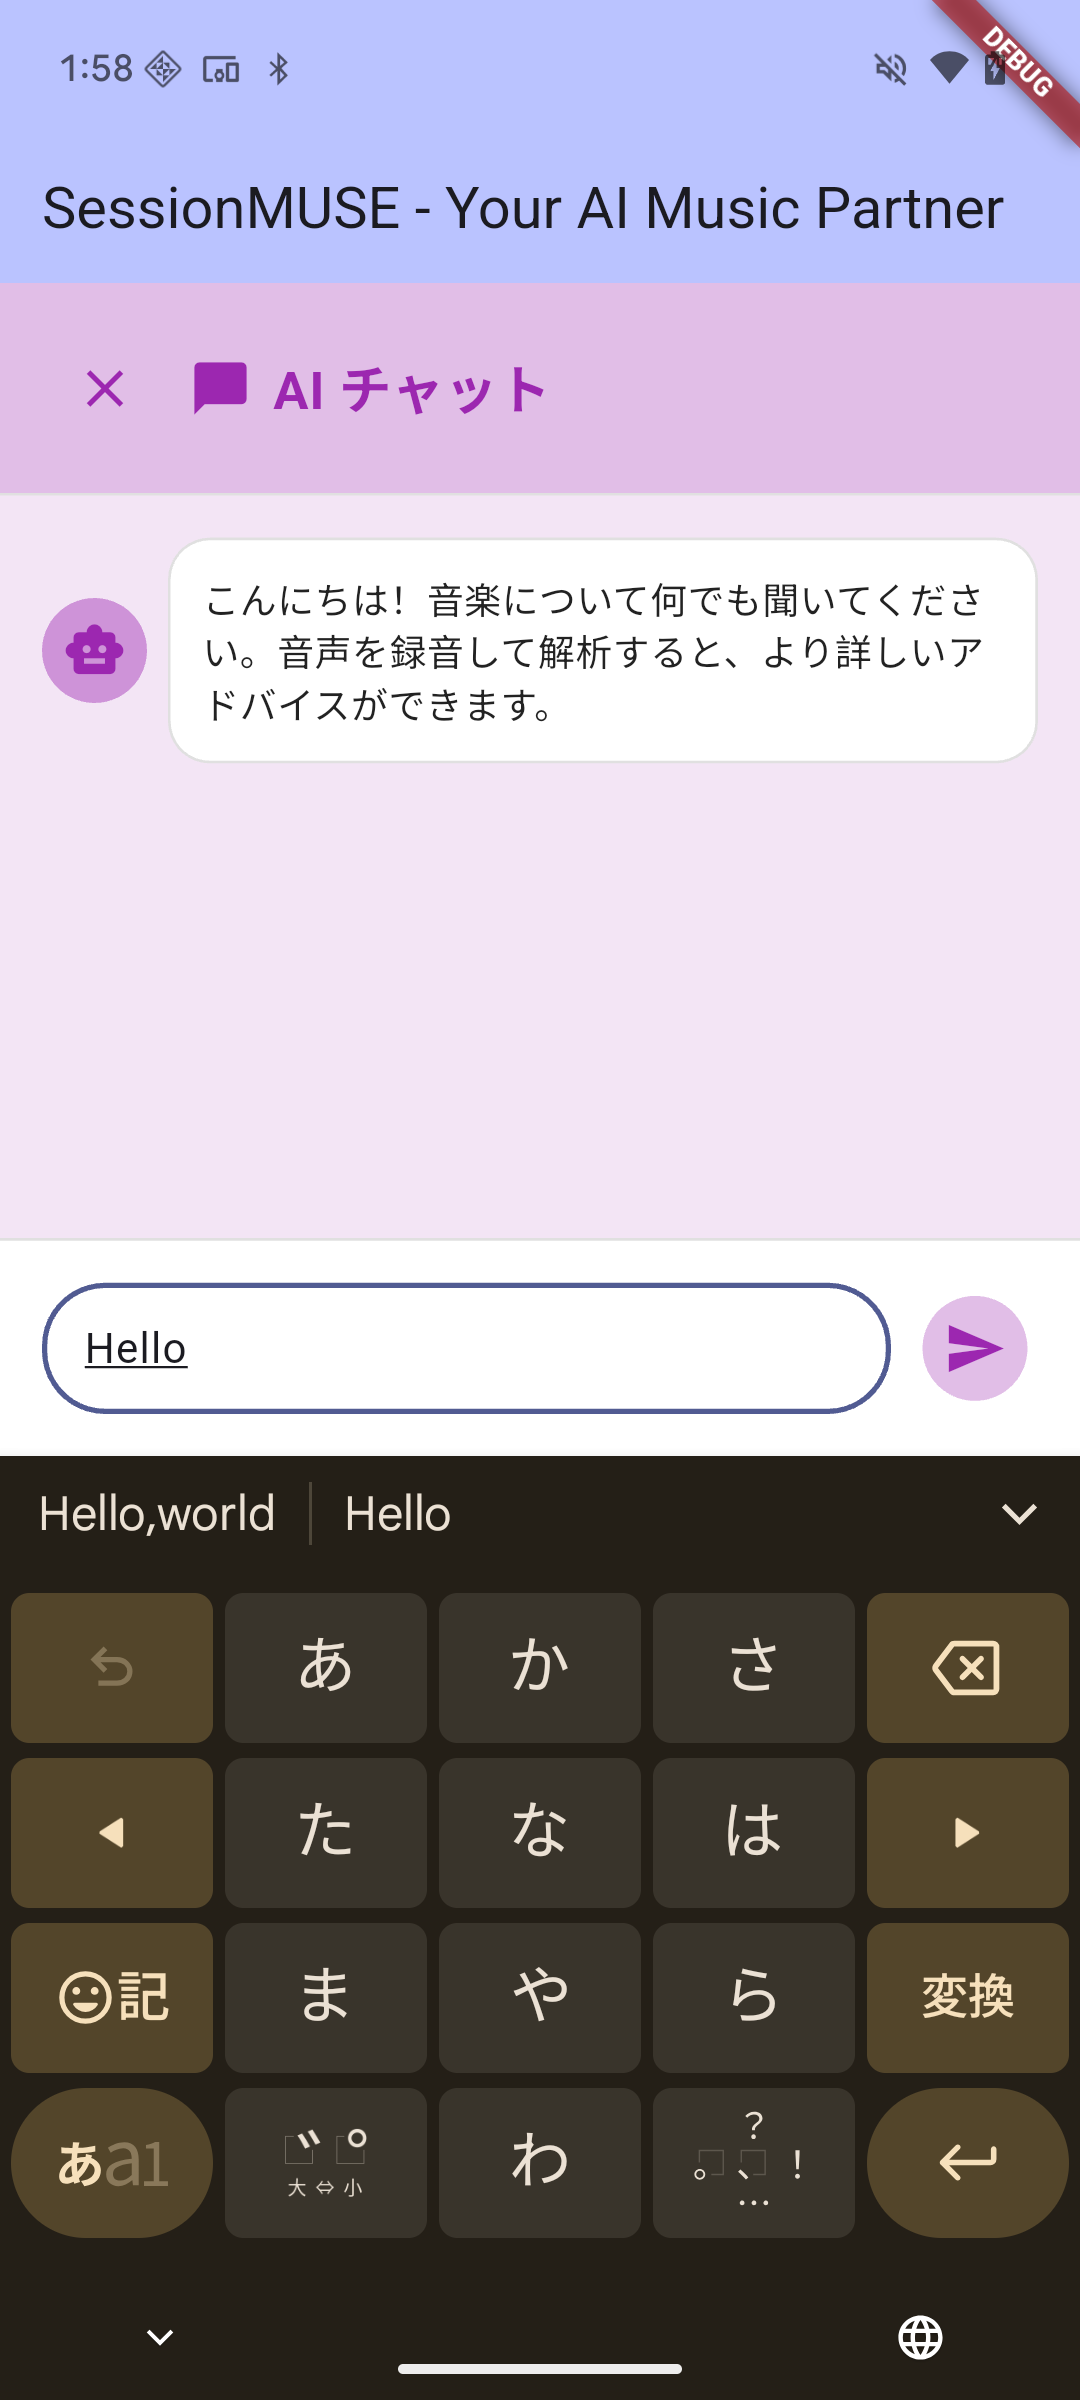 1:58
DEBUG
SessionMUSE - Your AI Music Partner
AI チャット
こんにちは！音楽について何でも聞いてくださ
い。音声を録音して解析すると、より詳しいア
ドバイスができます。
Hello
Hello,world Hello
あ か さ
た な は
記 ま や ら 変換
あa1 大⇔小 わ 。?、!…